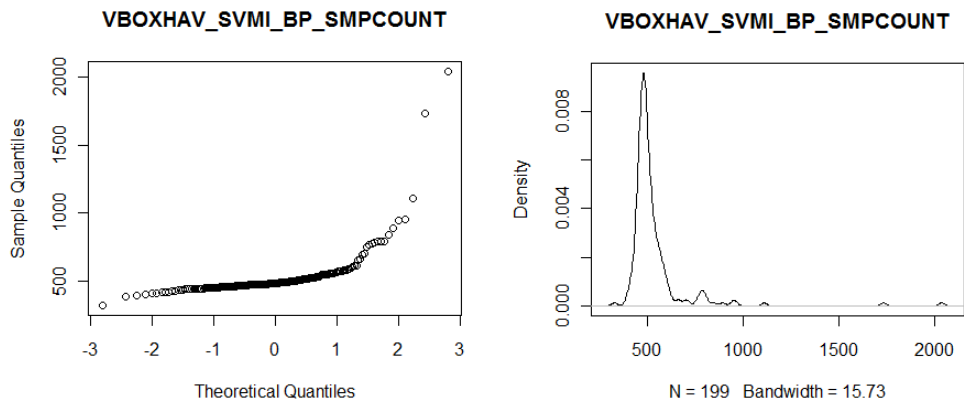 VBOXHAV_SVMI_BP_SMPCOUNT
Sample Quantiles
2000
1500
1000
500
-3 -2 -1 0 1 2 3
Theoretical Quantiles
VBOXHAV_SVMI_BP_SMPCOUNT
Density
0.008
0.004
0.000
500 1000 1500 2000
N = 199 Bandwidth = 15.73